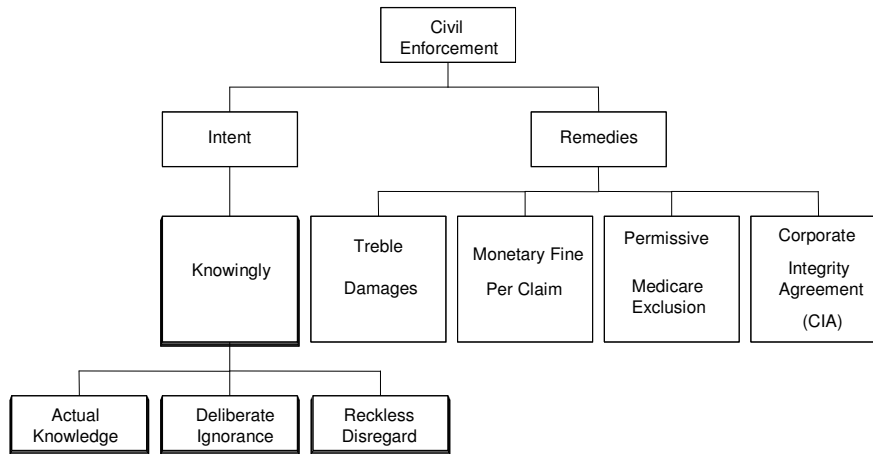 Civil
Enforcement
Intent
Remedies
Knowingly
Treble
Damages
Monetary Fine
Per Claim
Permissive
Medicare
Exclusion
Corporate
Integrity
Agreement
(CIA)
Actual
Knowledge
Deliberate
Ignorance
Reckless
Disregard